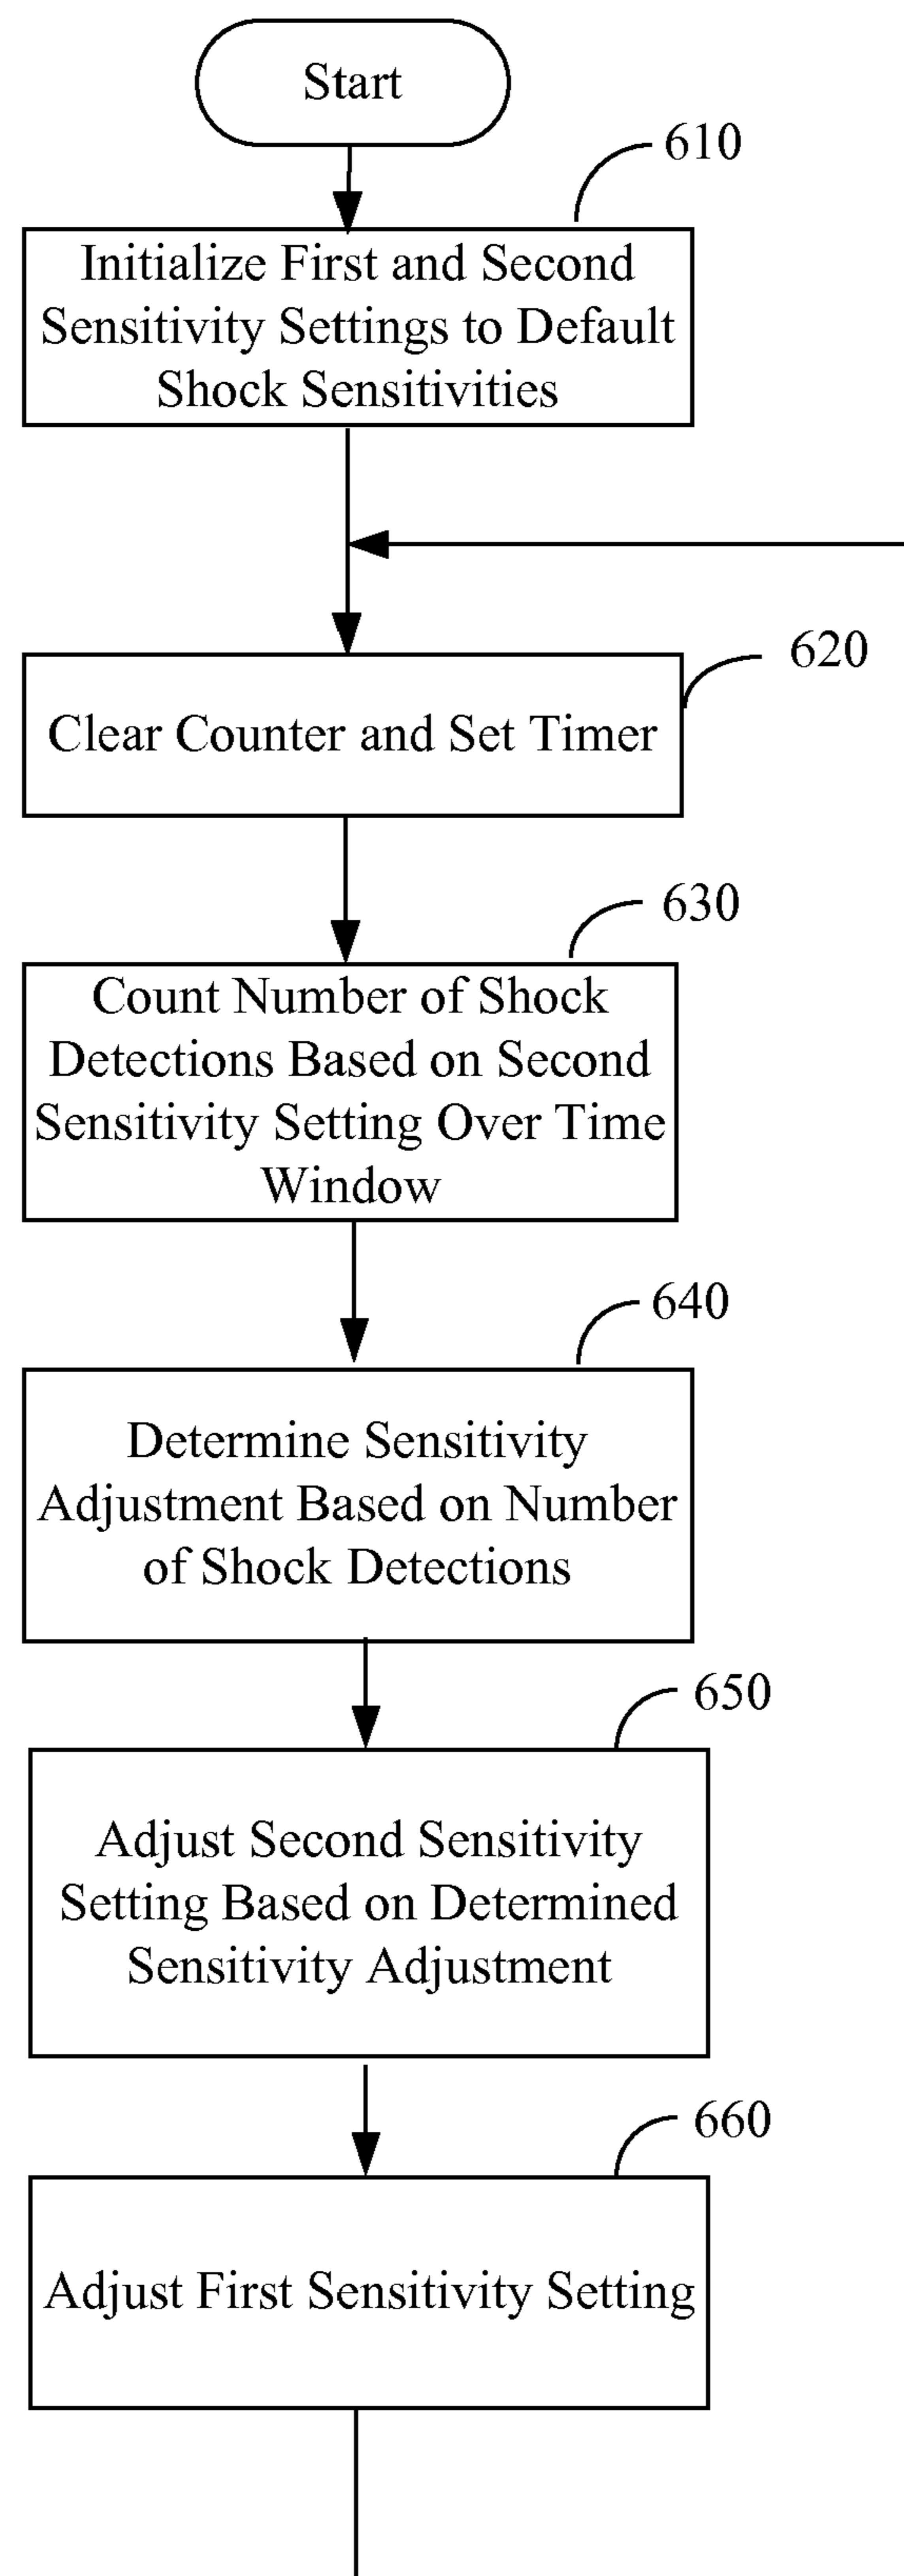 Start
610
Initialize First and Second
Sensitivity Settings to Default
Shock Sensitivities
620
Clear Counter and Set Timer
630
Count Number of Shock
Detections Based on Second
Sensitivity Setting Over Time
Window
640
Determine Sensitivity
Adjustment Based on Number
of Shock Detections
650
Adjust Second Sensitivity
Setting Based on Determined
Sensitivity Adjustment
660
Adjust First Sensitivity Setting